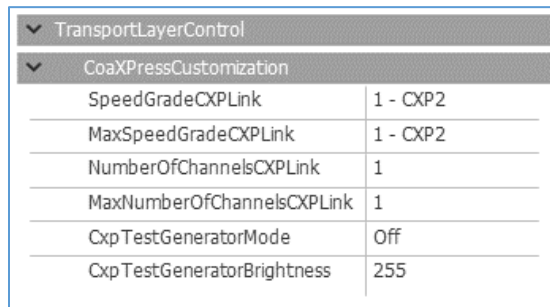 TransportLayerControl
CoaXPressCustomization
SpeedGradeCXPLink 1 - CXP2
MaxSpeedGradeCXPLink 1 - CXP2
NumberOfChannelsCXPLink 1
MaxNumberOfChannelsCXPLink 1
CxpTestGeneratorMode Off
CxpTestGeneratorBrightness 255